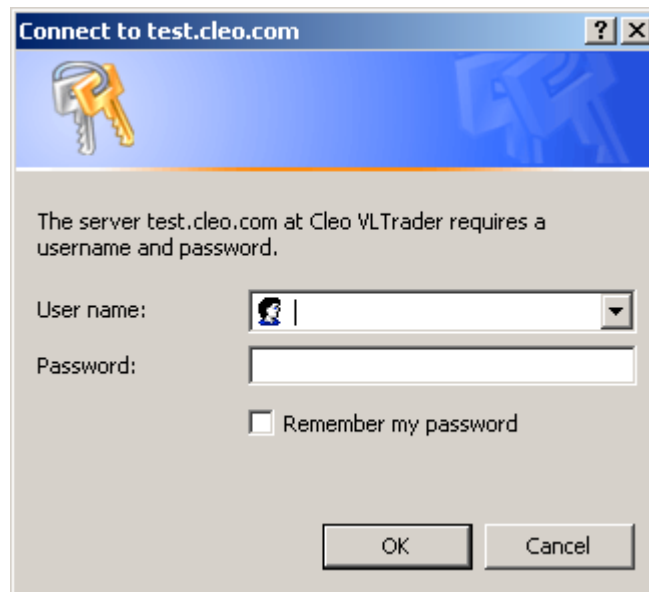 Connect to test.cleo.com
The server test.cleo.com at Cleo VLTrader requires a
username and password.
User name:
Password:
Remember my password
OK
Cancel